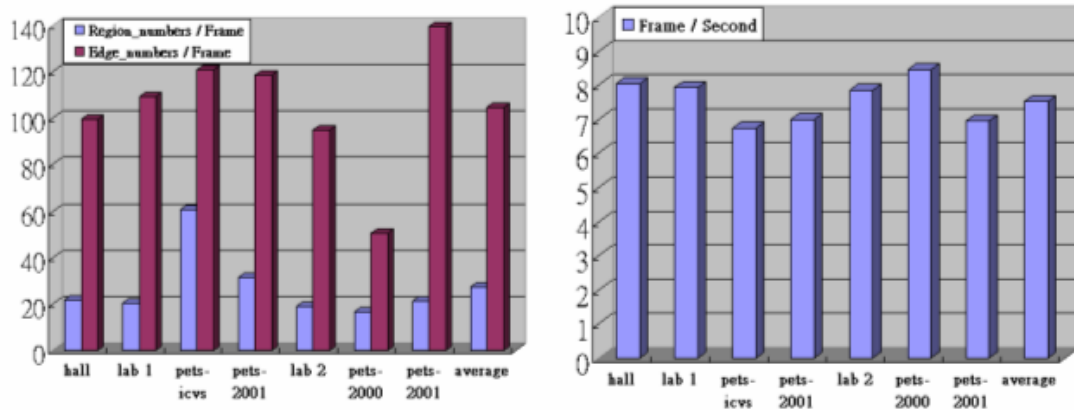 140
120
100
80
60
40
20
0
Region_numbers / Frame
Edge_numbers / Frame
hall lab 1 pets- pets- lab 2 pets- pets- average
icvs 2001 2000 2001
10
9
8
7
6
5
4
3
2
1
0
Frame / Second
hall lab 1 pets- pets- lab 2 pets- pets- average
icvs 2001 2000 2001